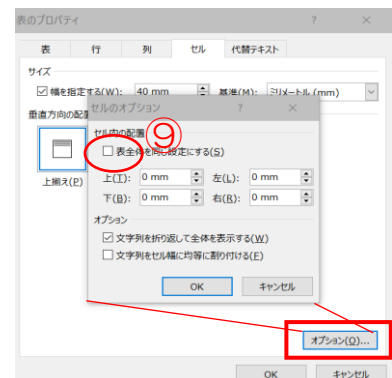 表のプロパティ ? ×
表 行 列 セル 代替テキスト
サイズ
幅を指定する(W): 40 mm 基準(M): ミリメートル (mm)
垂直方向の配置
上揃え(P)
セルのオプション ? ×
セル内の配置
⑨
表全体を同じ設定にする(S)
上(T): 0 mm 左(L): 0 mm
下(B): 0 mm 右(R): 0 mm
オプション
文字列を折り返して全体を表示する(W)
文字列をセル幅に均等に割り付ける(F)
OK キャンセル
オプション(O)...
OK キャンセル